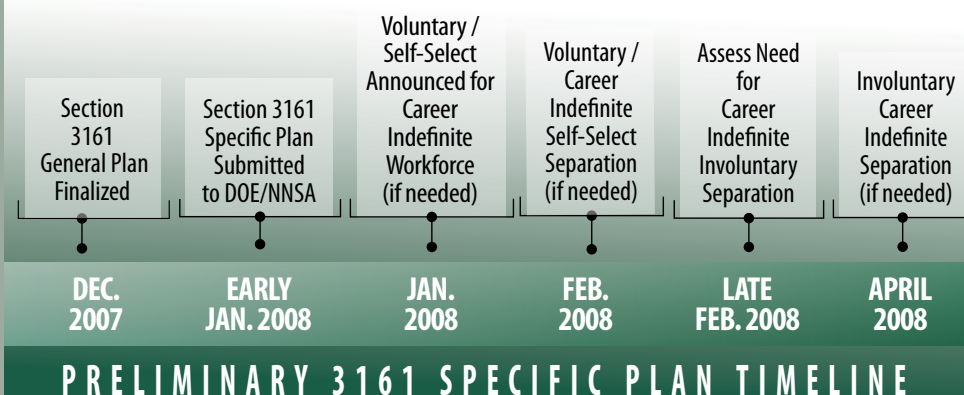 Section
3161
General Plan
Finalized
Section 3161
Specific Plan
Submitted
to DOE/NNSA
Voluntary /
Self-Select
Announced for
Career
Indefinite
Workforce
(if needed)
Voluntary /
Career
Indefinite
Self-Select
Separation
(if needed)
Assess Need
for
Career
Indefinite
Involuntary
Separation
Involuntary
Career
Indefinite
Separation
(if needed)
DEC.
2007
EARLY
JAN. 2008
JAN.
2008
FEB.
2008
LATE
FEB. 2008
APRIL
2008
PRELIMINARY 3161 SPECIFIC PLAN TIMELINE